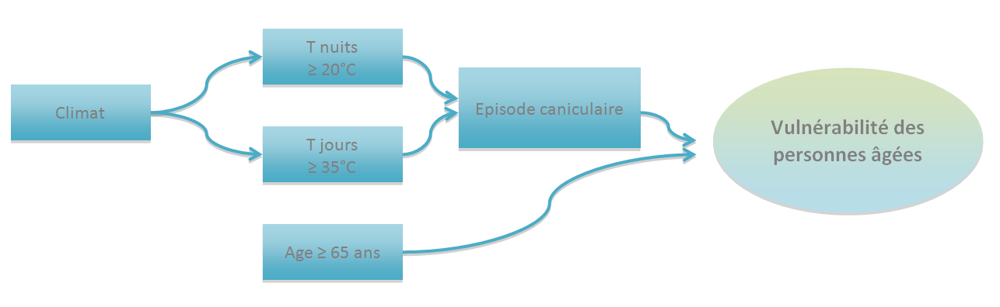 Climat
T nuits
≥ 20°C
T jours
≥ 35°C
Age ≥ 65 ans
Episode caniculaire
Vulnérabilité des
personnes âgées